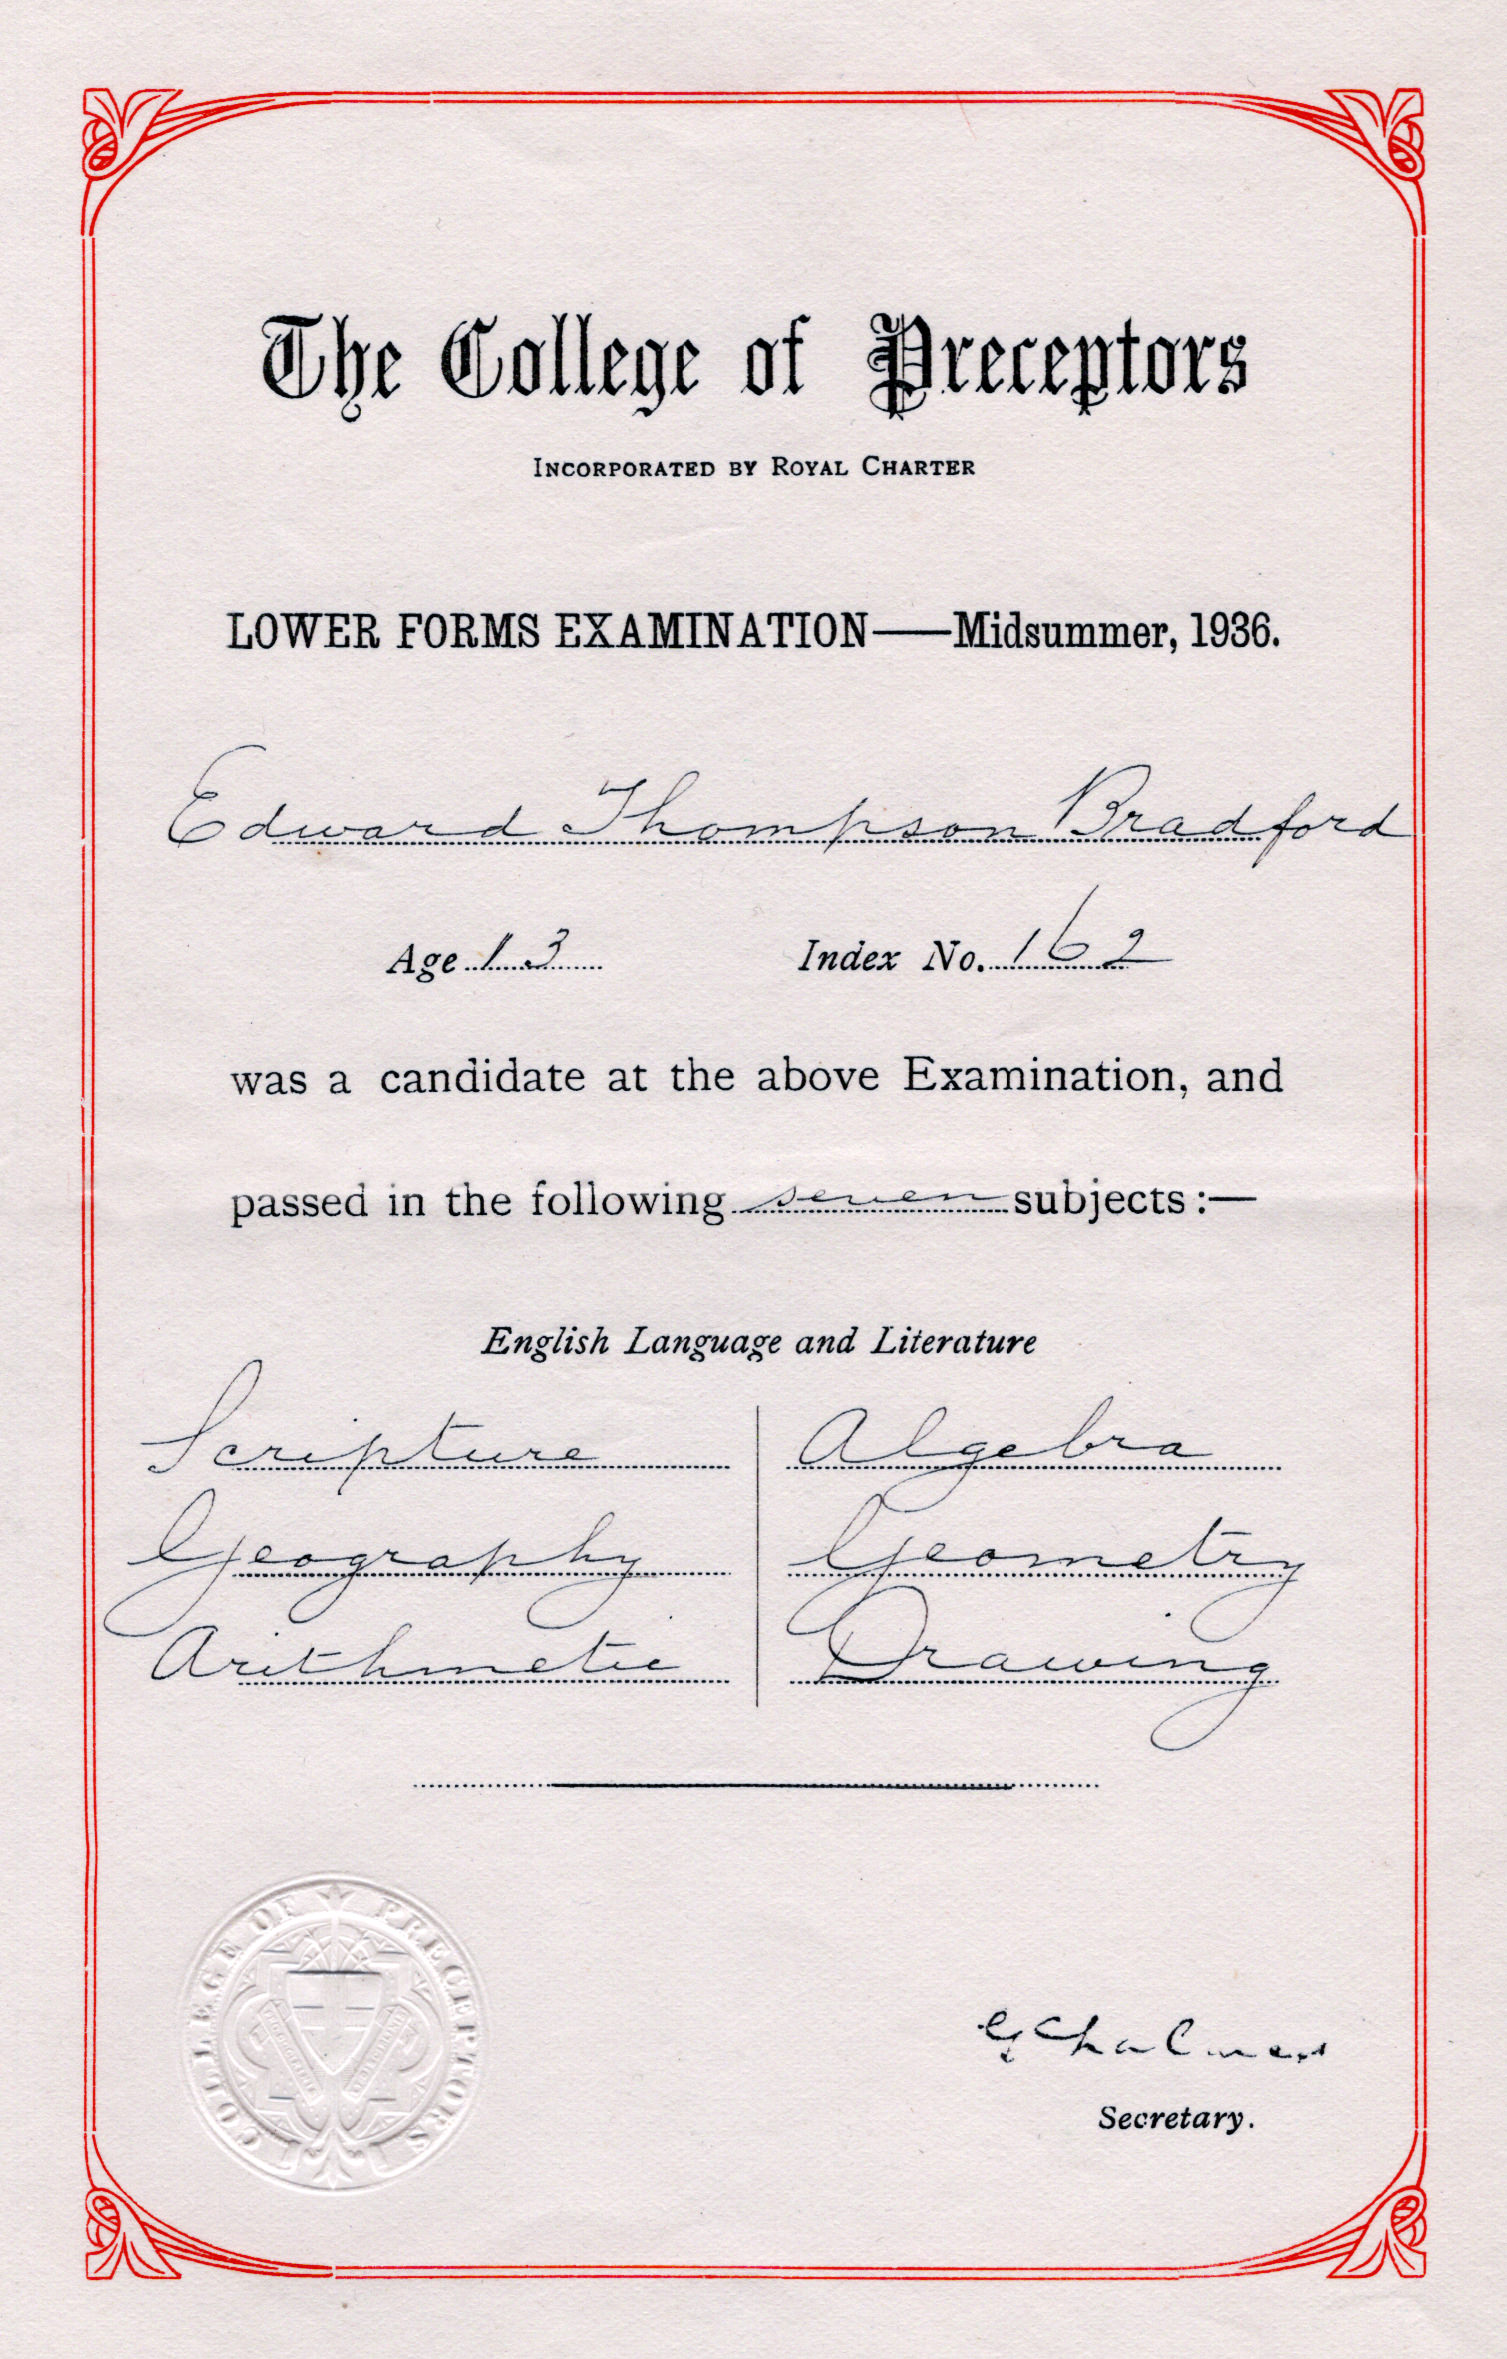 The College of Preceptors
INCORPORATED BY ROYAL CHARTER
LOWER FORMS EXAMINATION——Midsummer, 1936.
Edward Thompson Bradford
Age 13 Index No. 162
was a candidate at the above Examination, and
passed in the following seven subjects :—
English Language and Literature
Scripture Algebra
Geography Geometry
Arithmetic Drawing
COLLEGE OF PRECEPTORS
G Chalmers
Secretary.